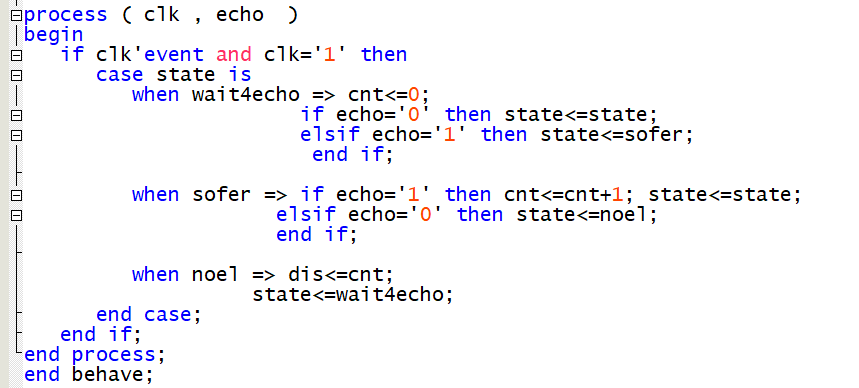 process ( clk , echo  )
begin
   if clk'event and clk='1' then
      case state is
         when wait4echo => cnt<=0;
                       if echo='0' then state<=state;
                       elsif echo='1' then state<=sofer;
                        end if;
         when sofer => if echo='1' then cnt<=cnt+1; state<=state;
                     elsif echo='0' then state<=noel;
                     end if;
         when noel => dis<=cnt;
                   state<=wait4echo;
      end case;
   end if;
end process;
end behave;